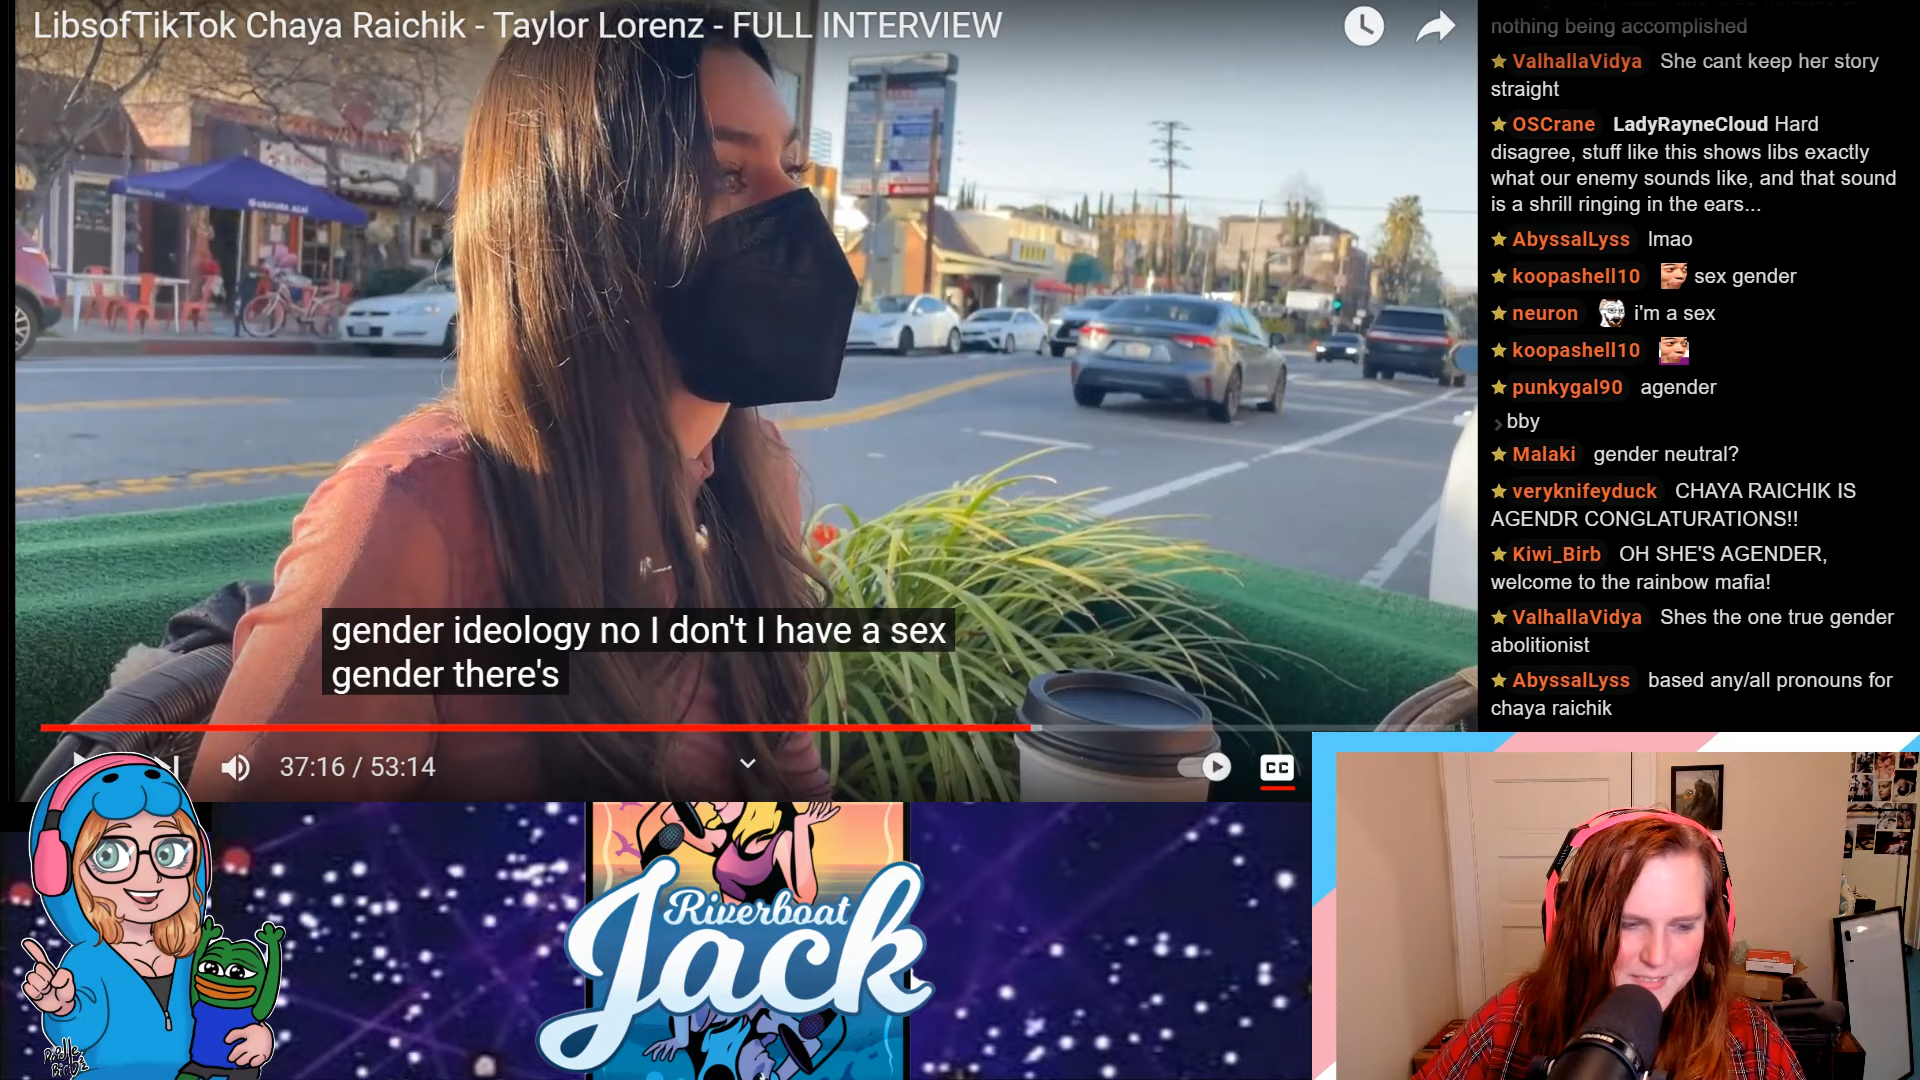 LibsofTikTok Chaya Raichik - Taylor Lorenz - FULL INTERVIEW
gender ideology no I don't I have a sex
gender there's
37:16 / 53:14
CC
nothing being accomplished
ValhallaVidya She cant keep her story
straight
OSCrane LadyRayneCloud Hard
disagree, stuff like this shows libs exactly
what our enemy sounds like, and that sound
is a shrill ringing in the ears...
AbyssalLyss lmao
koopashell10 sex gender
neuron i'm a sex
koopashell10
punkygal90 agender
bby
Malaki gender neutral?
veryknifeyduck CHAYA RAICHIK IS
AGENDR CONGLATURATIONS!!
Kiwi_Birb OH SHE'S AGENDER,
welcome to the rainbow mafia!
ValhallaVidya Shes the one true gender
abolitionist
AbyssalLyss based any/all pronouns for
chaya raichik
Riverboat
Jack